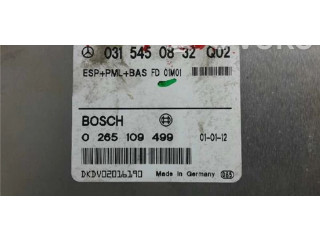 031 545 08 32 Q02
ESP+PML+BAS FD 01M01
BOSCH
0 265 109 499 01-01-12
DKDV02016190 Made in Germany